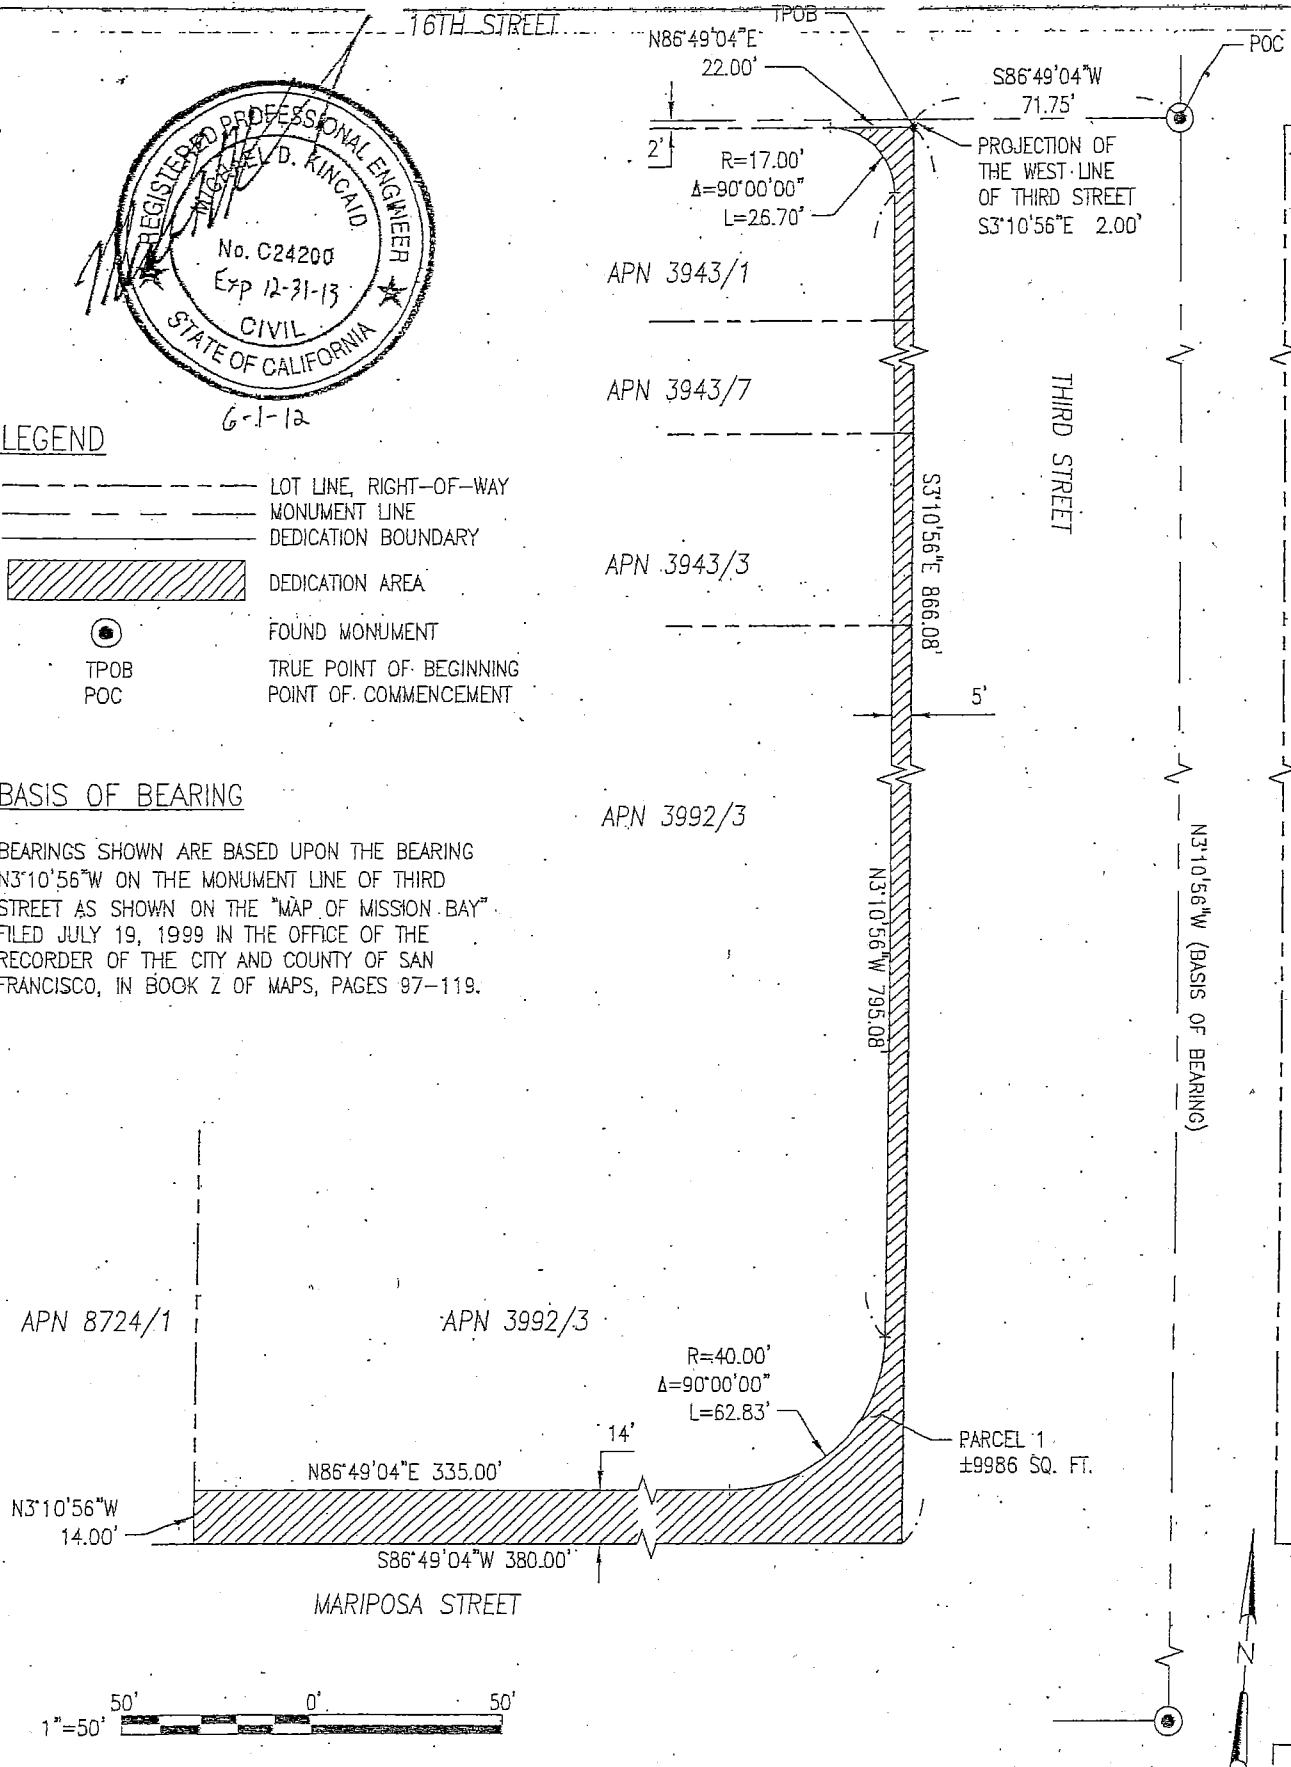 16TH STREET
TPOB
POC
N86°49'04"E
22.00'
S86°49'04"W
71.75'
2'
R=17.00'
Δ=90°00'00"
L=26.70'
PROJECTION OF
THE WEST LINE
OF THIRD STREET
S3°10'56"E 2.00'
REGISTERED PROFESSIONAL ENGINEER
MICHAEL D. KINCAID
No. C24200
Exp 12-31-13
CIVIL
STATE OF CALIFORNIA
6-1-12
APN 3943/1
APN 3943/7
APN 3943/3
THIRD STREET
S3°10'56"E 866.08'
LEGEND
LOT LINE, RIGHT-OF-WAY
MONUMENT LINE
DEDICATION BOUNDARY
DEDICATION AREA
FOUND MONUMENT
TPOB TRUE POINT OF BEGINNING
POC POINT OF COMMENCEMENT
5'
BASIS OF BEARING
BEARINGS SHOWN ARE BASED UPON THE BEARING
N3°10'56"W ON THE MONUMENT LINE OF THIRD
STREET AS SHOWN ON THE "MAP OF MISSION BAY"
FILED JULY 19, 1999 IN THE OFFICE OF THE
RECORDER OF THE CITY AND COUNTY OF SAN
FRANCISCO, IN BOOK Z OF MAPS, PAGES 97-119.
APN 3992/3
N3°10'56"W 795.08'
N3°10'56"W (BASIS OF BEARING)
APN 8724/1
APN 3992/3
R=40.00'
Δ=90°00'00"
L=62.83'
14'
PARCEL 1
±9986 SQ. FT.
N86°49'04"E 335.00'
N3°10'56"W
14.00'
S86°49'04"W 380.00'
MARIPOSA STREET
N
50' 0' 50'
1"=50'